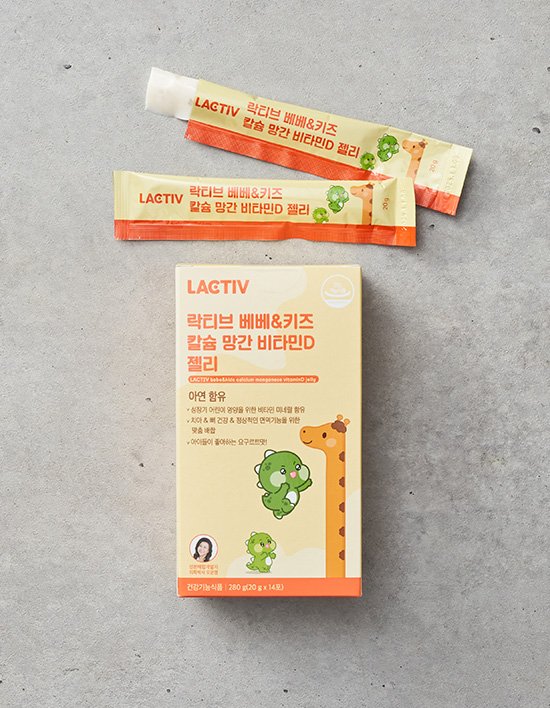 LACTIV
락티브 베베&키즈
칼슘 망간 비타민D 젤리
20g
LACTIV
락티브 베베&키즈
칼슘 망간 비타민D 젤리
20g
LACTIV
락티브 베베&키즈
칼슘 망간 비타민D
젤리
LACTIV bebe&kids calcium manganese vitaminD jelly
아연 함유
성장기 어린이 영양을 위한 비타민 미네랄 함유
치아 & 뼈 건강 & 정상적인 면역기능을 위한
맞춤 배합
아이들이 좋아하는 요구르트맛!
건강기능식품 | 280 g(20 g x 14포)